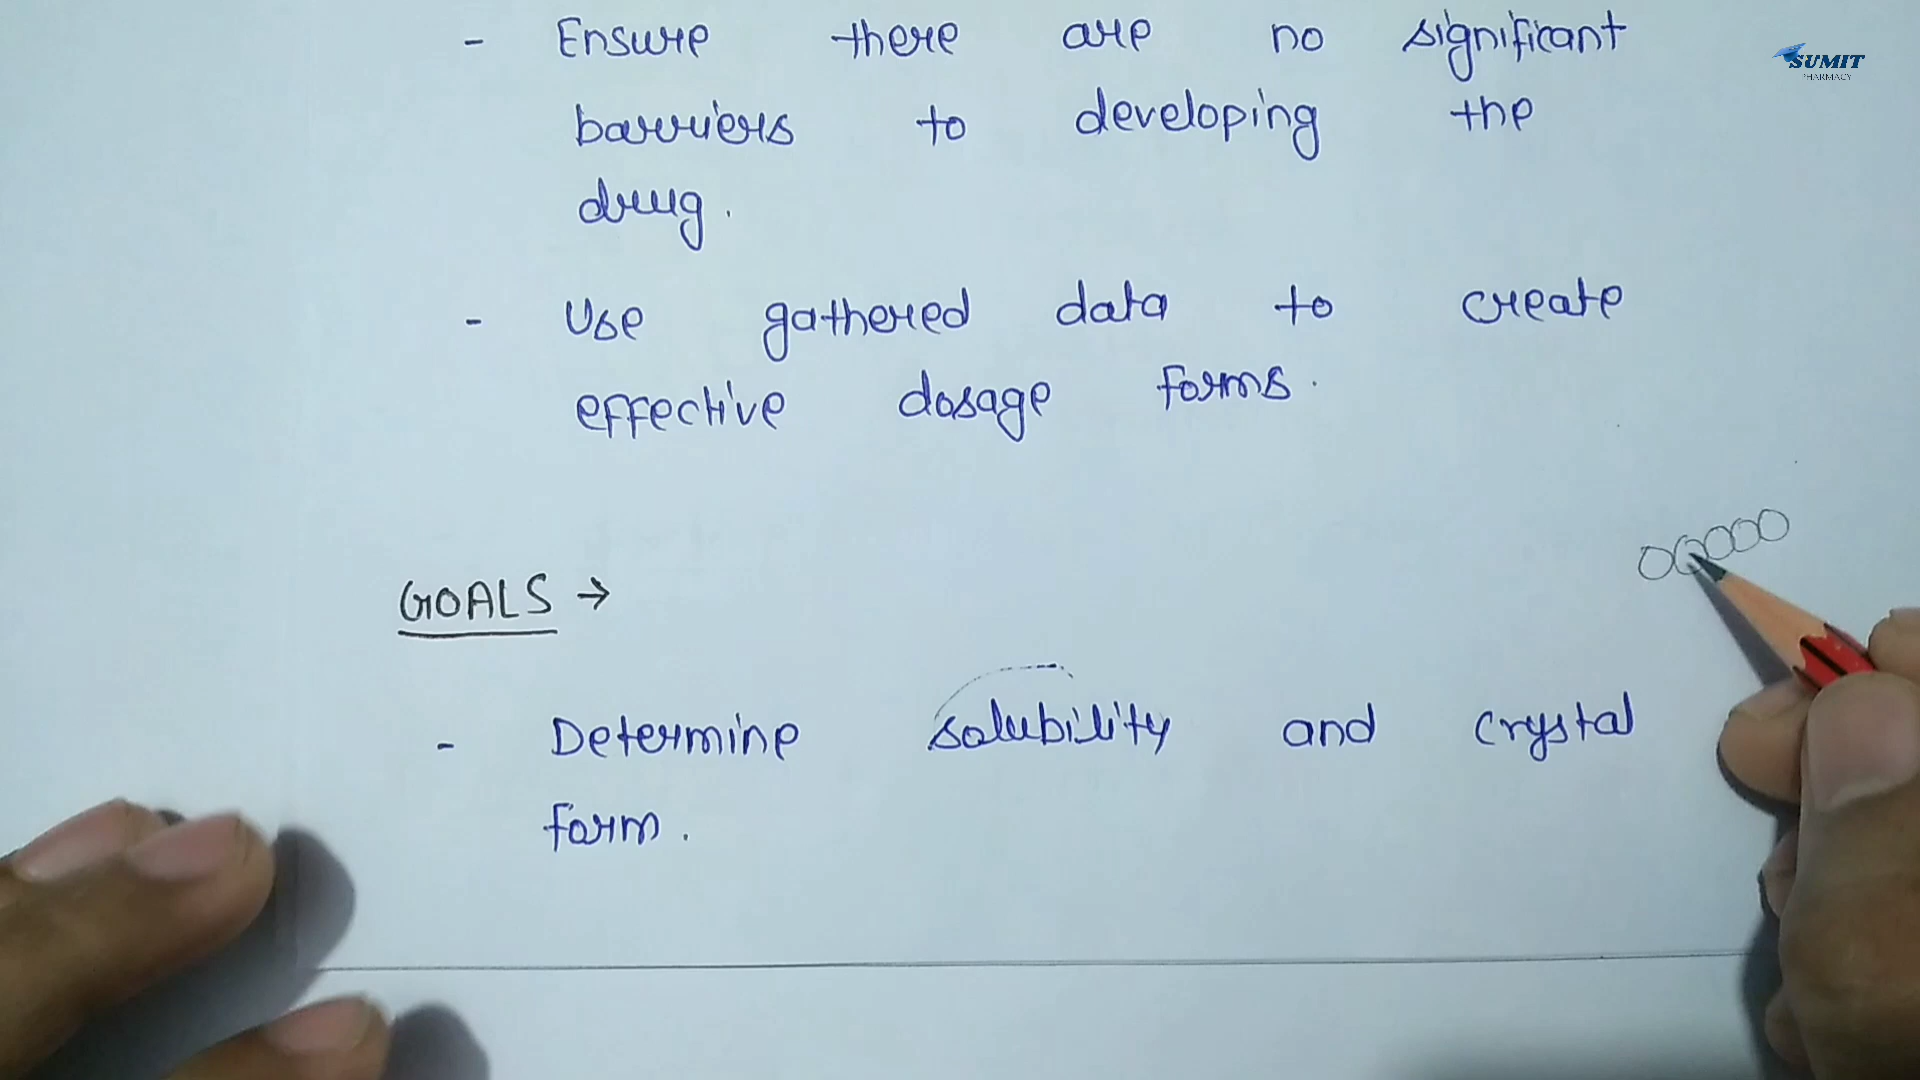 - Ensure there are no significant
barriers to developing the
drug.
- Use gathered data to create
effective dosage forms.
GOALS →
- Determine solubility and crystal
form.
SUMIT
PHARMACY